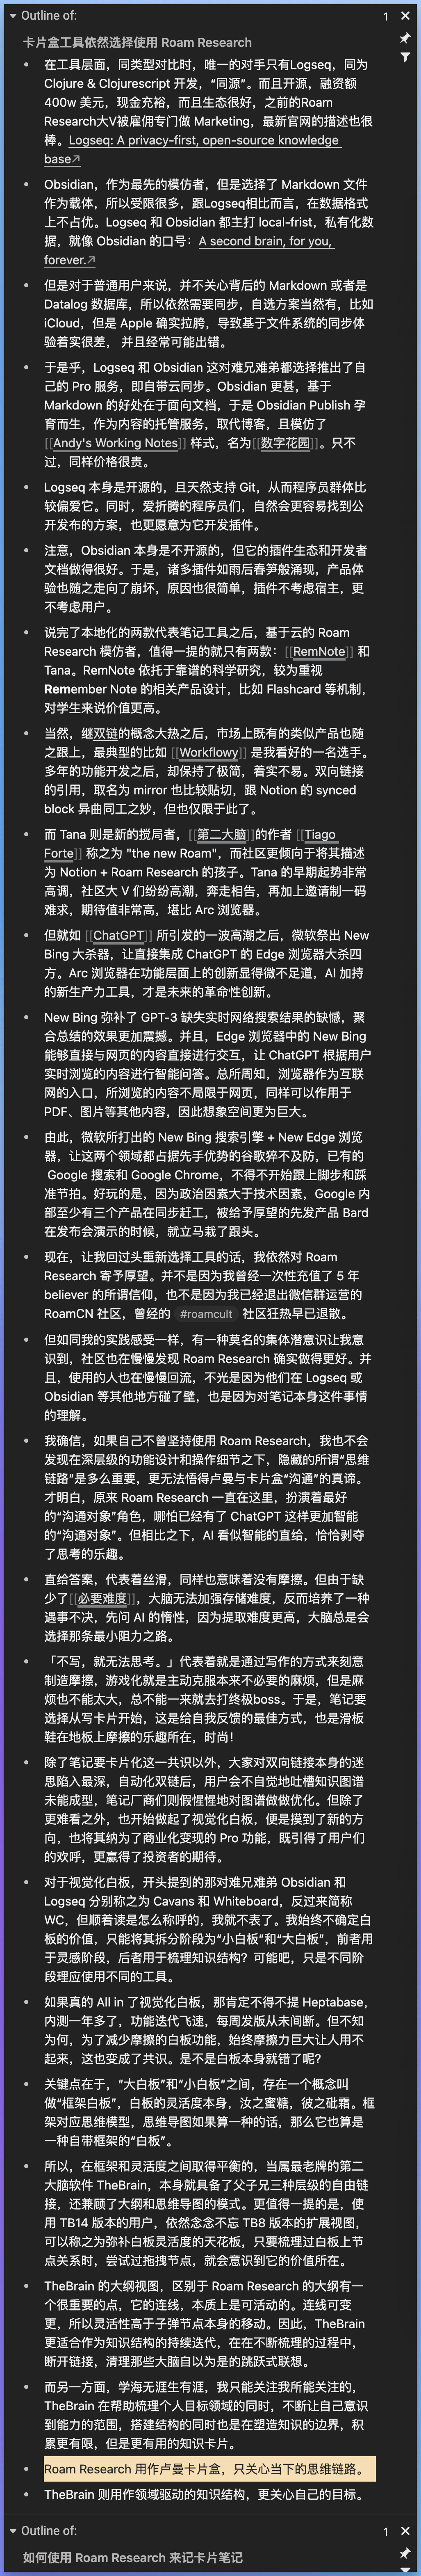 Outline of:
1
卡片盒工具依然选择使用 Roam Research
在工具层面，同类型对比时，唯一的对手只有Logseq，同为
Clojure & Clojurescript 开发，“同源”。而且开源，融资额
400w 美元，现金充裕，而且生态很好，之前的Roam
Research大V被雇佣专门做 Marketing，最新官网的描述也很
棒。Logseq: A privacy-first, open-source knowledge
base↗
Obsidian，作为最先的模仿者，但是选择了 Markdown 文件
作为载体，所以受限很多，跟Logseq相比而言，在数据格式
上不占优。Logseq 和 Obsidian 都主打 local-frist，私有化数
据，就像 Obsidian 的口号：A second brain, for you,
forever.↗
但是对于普通用户来说，并不关心背后的 Markdown 或者是
Datalog 数据库，所以依然需要同步，自选方案当然有，比如
iCloud，但是 Apple 确实拉胯，导致基于文件系统的同步体
验着实很差， 并且经常可能出错。
于是乎，Logseq 和 Obsidian 这对难兄难弟都选择推出了自
己的 Pro 服务，即自带云同步。Obsidian 更甚，基于
Markdown 的好处在于面向文档，于是 Obsidian Publish 孕
育而生，作为内容的托管服务，取代博客，且模仿了
[[Andy's Working Notes]] 样式，名为[[数字花园]]。只不
过，同样价格很贵。
Logseq 本身是开源的，且天然支持 Git，从而程序员群体比
较偏爱它。同时，爱折腾的程序员们，自然会更容易找到公
开发布的方案，也更愿意为它开发插件。
注意，Obsidian 本身是不开源的，但它的插件生态和开发者
文档做得很好。于是，诸多插件如雨后春笋般涌现，产品体
验也随之走向了崩坏，原因也很简单，插件不考虑宿主，更
不考虑用户。
说完了本地化的两款代表笔记工具之后，基于云的 Roam
Research 模仿者，值得一提的就只有两款：[[RemNote]] 和
Tana。RemNote 依托于靠谱的科学研究，较为重视
Remember Note 的相关产品设计，比如 Flashcard 等机制，
对学生来说价值更高。
当然，继双链的概念大热之后，市场上既有的类似产品也随
之跟上，最典型的比如 [[Workflowy]] 是我看好的一名选手。
多年的功能开发之后，却保持了极简，着实不易。双向链接
的引用，取名为 mirror 也比较贴切，跟 Notion 的 synced
block 异曲同工之妙，但也仅限于此了。
而 Tana 则是新的搅局者，[[第二大脑]]的作者 [[Tiago
Forte]] 称之为 "the new Roam"，而社区更倾向于将其描述
为 Notion + Roam Research 的孩子。Tana 的早期起势非常
高调，社区大 V 们纷纷高潮，奔走相告，再加上邀请制一码
难求，期待值非常高，堪比 Arc 浏览器。
但就如 [[ChatGPT]] 所引发的一波高潮之后，微软祭出 New
Bing 大杀器，让直接集成 ChatGPT 的 Edge 浏览器大杀四
方。Arc 浏览器在功能层面上的创新显得微不足道，AI 加持
的新生产力工具，才是未来的革命性创新。
New Bing 弥补了 GPT-3 缺失实时网络搜索结果的缺憾，聚
合总结的效果更加震撼。并且，Edge 浏览器中的 New Bing
能够直接与网页的内容直接进行交互，让 ChatGPT 根据用户
实时浏览的内容进行智能问答。总所周知，浏览器作为互联
网的入口，所浏览的内容不局限于网页，同样可以作用于
PDF、图片等其他内容，因此想象空间更为巨大。
由此，微软所打出的 New Bing 搜索引擎 + New Edge 浏览
器，让这两个领域都占据先手优势的谷歌猝不及防，已有的
Google 搜索和 Google Chrome，不得不开始跟上脚步和踩
准节拍。好玩的是，因为政治因素大于技术因素，Google 内
部至少有三个产品在同步赶工，被给予厚望的先发产品 Bard
在发布会演示的时候，就立马栽了跟头。
现在，让我回过头重新选择工具的话，我依然对 Roam
Research 寄予厚望。并不是因为我曾经一次性充值了 5 年
believer 的所谓信仰，也不是因为我已经退出微信群运营的
RoamCN 社区，曾经的 #roamcult 社区狂热早已退散。
但如同我的实践感受一样，有一种莫名的集体潜意识让我意
识到，社区也在慢慢发现 Roam Research 确实做得更好。并
且，使用的人也在慢慢回流，不光是因为他们在 Logseq 或
Obsidian 等其他地方碰了壁，也是因为对笔记本身这件事情
的理解。
我确信，如果自己不曾坚持使用 Roam Research，我也不会
发现在深层级的功能设计和操作细节之下，隐藏的所谓“思维
链路”是多么重要，更无法悟得卢曼与卡片盒“沟通”的真谛。
才明白，原来 Roam Research 一直在这里，扮演着最好
的“沟通对象”角色，哪怕已经有了 ChatGPT 这样更加智能
的“沟通对象”。但相比之下，AI 看似智能的直给，恰恰剥夺
了思考的乐趣。
直给答案，代表着丝滑，同样也意味着没有摩擦。但由于缺
少了[[必要难度]]，大脑无法加强存储难度，反而培养了一种
遇事不决，先问 AI 的惰性，因为提取难度更高，大脑总是会
选择那条最小阻力之路。
「不写，就无法思考。」代表着就是通过写作的方式来刻意
制造摩擦，游戏化就是主动克服本来不必要的麻烦，但是麻
烦也不能太大，总不能一来就去打终极boss。于是，笔记要
选择从写卡片开始，这是给自我反馈的最佳方式，也是滑板
鞋在地板上摩擦的乐趣所在，时尚！
除了笔记要卡片化这一共识以外，大家对双向链接本身的迷
思陷入最深，自动化双链后，用户会不自觉地吐槽知识图谱
未能成型，笔记厂商们则假惺惺地对图谱做做优化。但除了
更难看之外，也开始做起了视觉化白板，便是摸到了新的方
向，也将其纳为了商业化变现的 Pro 功能，既引得了用户们
的欢呼，更赢得了投资者的期待。
对于视觉化白板，开头提到的那对难兄难弟 Obsidian 和
Logseq 分别称之为 Cavans 和 Whiteboard，反过来简称
WC，但顺着读是怎么称呼的，我就不表了。我始终不确定白
板的价值，只能将其拆分阶段为“小白板”和“大白板”，前者用
于灵感阶段，后者用于梳理知识结构？可能吧，只是不同阶
段理应使用不同的工具。
如果真的 All in 了视觉化白板，那肯定不得不提 Heptabase，
内测一年多了，功能迭代飞速，每周发版从未间断。但不知
为何，为了减少摩擦的白板功能，始终摩擦力巨大让人用不
起来，这也变成了共识。是不是白板本身就错了呢？
关键点在于，“大白板”和“小白板”之间，存在一个概念叫
做“框架白板”，白板的灵活度本身，汝之蜜糖，彼之砒霜。框
架对应思维模型，思维导图如果算一种的话，那么它也算是
一种自带框架的“白板”。
所以，在框架和灵活度之间取得平衡的，当属最老牌的第二
大脑软件 TheBrain，本身就具备了父子兄三种层级的自由链
接，还兼顾了大纲和思维导图的模式。更值得一提的是，使
用 TB14 版本的用户，依然念念不忘 TB8 版本的扩展视图，
可以称之为弥补白板灵活度的天花板，只要梳理过白板上节
点关系时，尝试过拖拽节点，就会意识到它的价值所在。
TheBrain 的大纲视图，区别于 Roam Research 的大纲有一
个很重要的点，它的连线，本质上是可活动的。连线可变
更，所以灵活性高于子弹节点本身的移动。因此，TheBrain
更适合作为知识结构的持续迭代，在在不断梳理的过程中，
断开链接，清理那些大脑自以为是的跳跃式联想。
而另一方面，学海无涯生有涯，我只能关注我所能关注的，
TheBrain 在帮助梳理个人目标领域的同时，不断让自己意识
到能力的范围，搭建结构的同时也是在塑造知识的边界，积
累更有限，但是更有用的知识卡片。
Roam Research 用作卢曼卡片盒，只关心当下的思维链路。
TheBrain 则用作领域驱动的知识结构，更关心自己的目标。
Outline of:
1
如何使用 Roam Research 来记卡片笔记